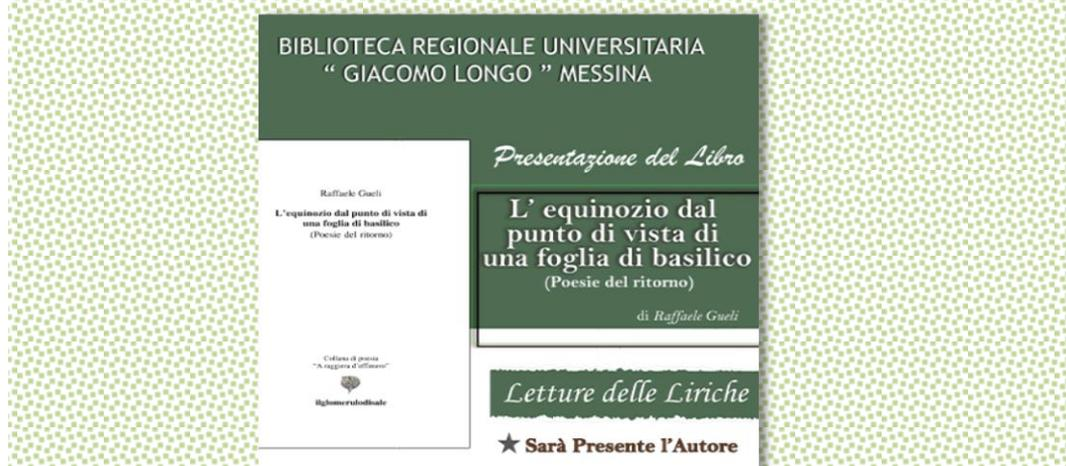 BIBLIOTECA REGIONALE UNIVERSITARIA
“ GIACOMO LONGO ” MESSINA
Raffaele Gueli
L'equinozio dal punto di vista di
una foglia di basilico
(Poesie del ritorno)
Collana di poesia
"A raggiera d'effimero"
ilglomerulodisale
Presentazione del Libro
L' equinozio dal
punto di vista di
una foglia di basilico
(Poesie del ritorno)
di Raffaele Gueli
Letture delle Liriche
Sarà Presente l'Autore